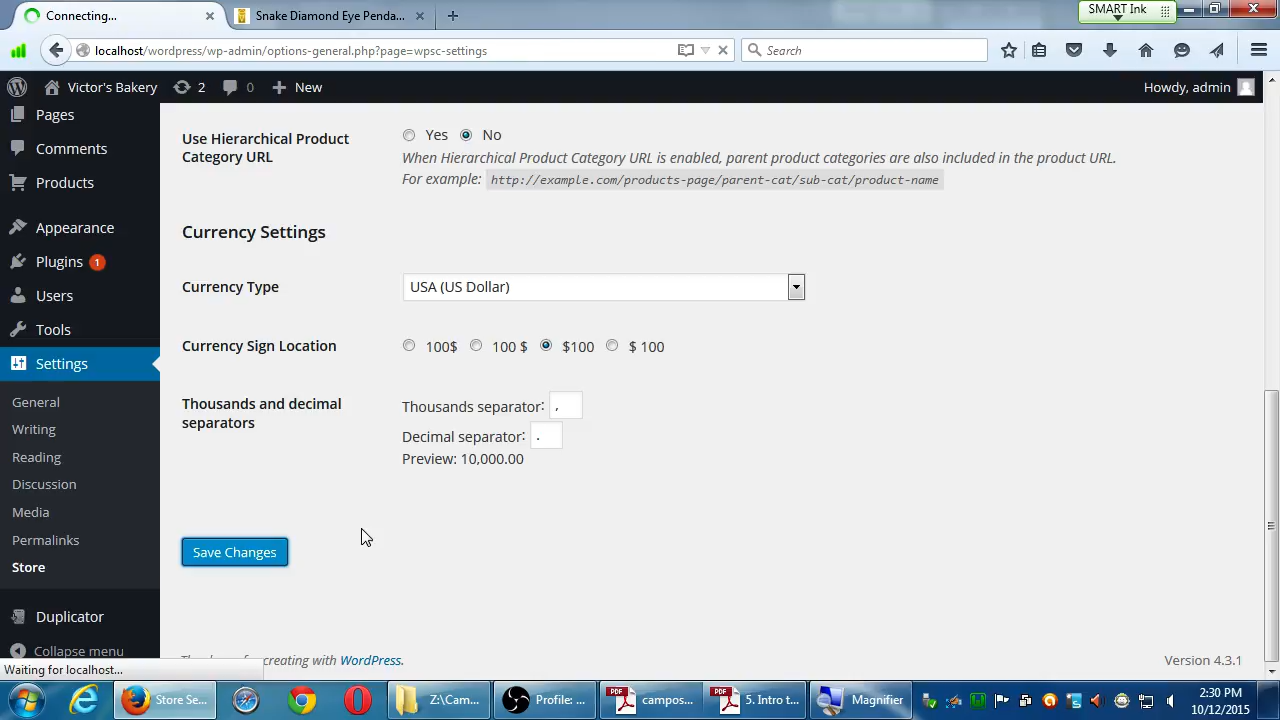 Connecting...
Snake Diamond Eye Penda...
SMART Ink
localhost/wordpress/wp-admin/options-general.php?page=wpsc-settings
Search
Victor's Bakery
2
0
New
Howdy, admin
Pages
Comments
Products
Appearance
Plugins 1
Users
Tools
Settings
General
Writing
Reading
Discussion
Media
Permalinks
Store
Duplicator
Collapse menu
Use Hierarchical Product
Category URL
Yes No
When Hierarchical Product Category URL is enabled, parent product categories are also included in the product URL.
For example: http://example.com/products-page/parent-cat/sub-cat/product-name
Currency Settings
Currency Type
USA (US Dollar)
Currency Sign Location
100$ 100 $ $100 $ 100
Thousands and decimal
separators
Thousands separator: ,
Decimal separator: .
Preview: 10,000.00
Save Changes
creating with WordPress.
Version 4.3.1
Waiting for localhost...
Store Se...
Z:\Cam...
Profile: ...
campos...
5. Intro t...
Magnifier
2:30 PM
10/12/2015